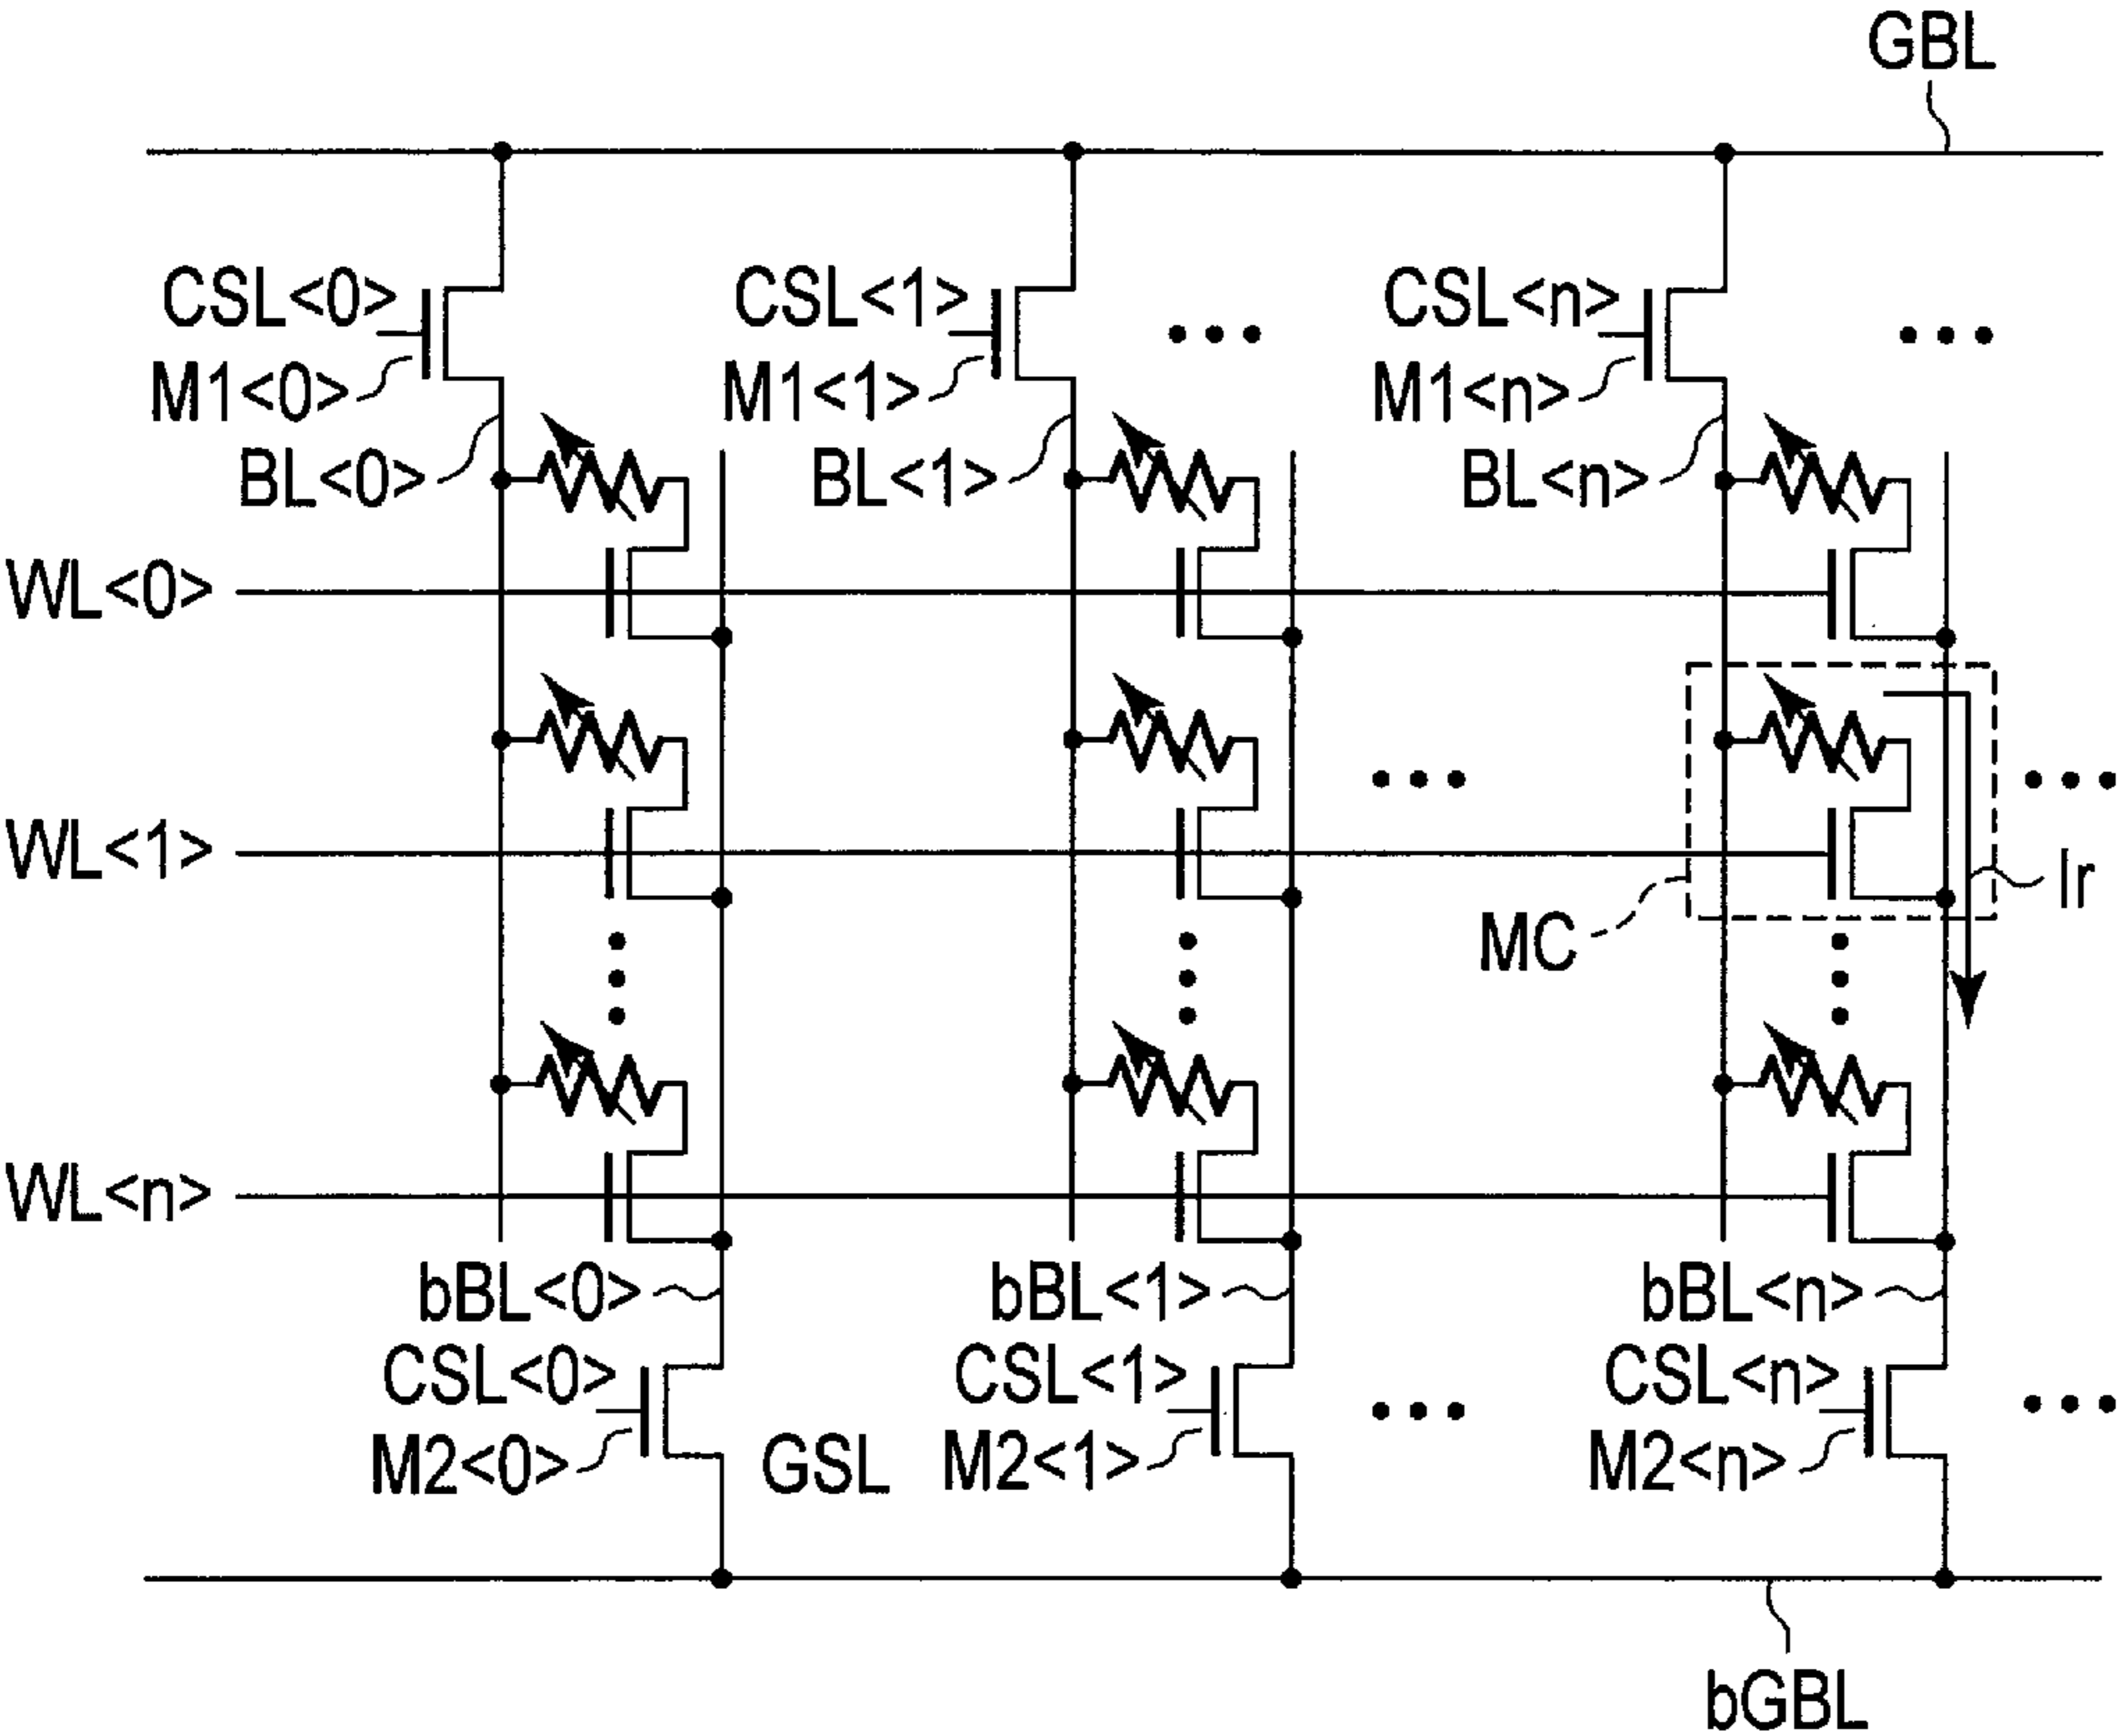 GBL
CSL<0> CSL<1> CSL<n>
M1<0> M1<1> M1<n>
BL<0> BL<1> BL<n>
WL<0>
WL<1>
Ir
MC
WL<n>
bBL<0> bBL<1> bBL<n>
CSL<0> CSL<1> CSL<n>
M2<0> GSL M2<1> M2<n>
bGBL